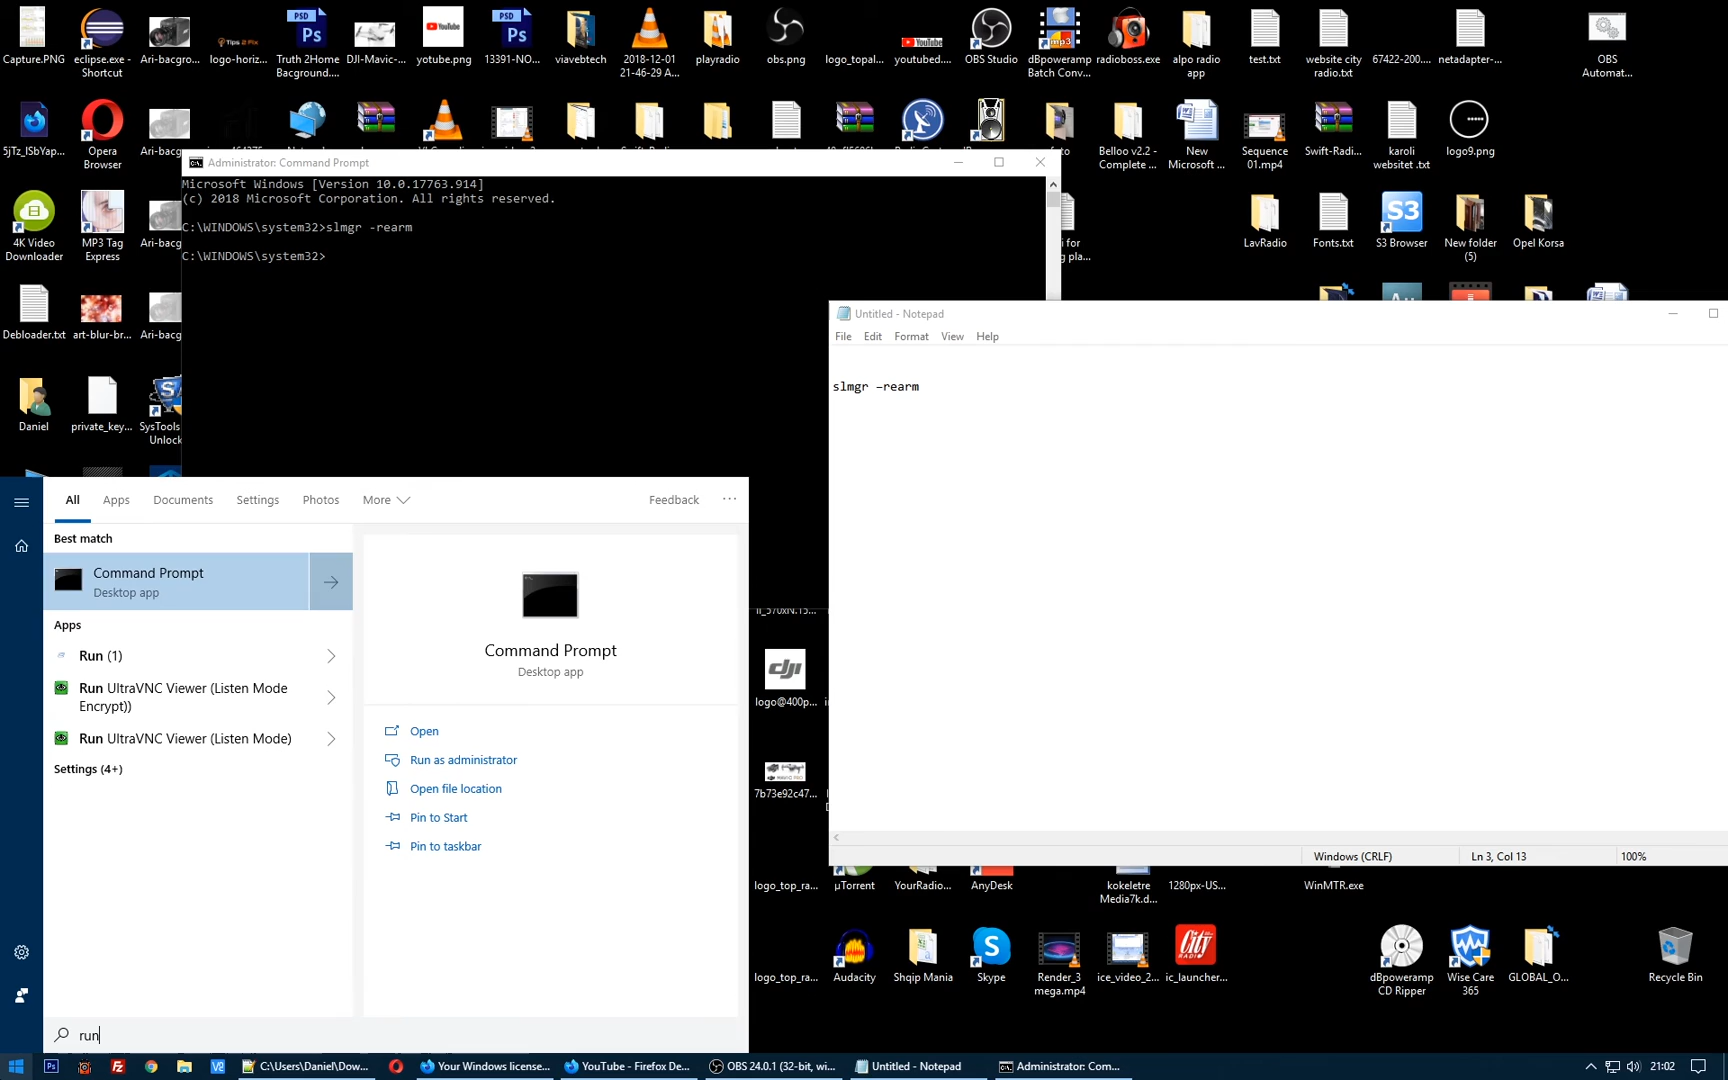 Capture.PNG
eclipse.exe -
Shortcut
Ari-bacgro...
logo-horiz...
Truth 2Home
Bacground....
DJI-Mavic-...
yotube.png
13391-NO...
viavebtech
2018-12-01
21-46-29 A...
playradio
obs.png
logo_topal...
youtubed....
OBS Studio
dBpoweramp
Batch Conv...
radioboss.exe
alpo radio
app
test.txt
website city
radio.txt
67422-200....
netadapter-...
OBS
Automat...
5jTz_ISbYap...
Opera
Browser
foto
Belloo v2.2 -
Complete ...
New
Microsoft ...
Sequence
01.mp4
Swift-Radi...
karoli
websitet .txt
logo9.png
Administrator: Command Prompt
Microsoft Windows [Version 10.0.17763.914]
(c) 2018 Microsoft Corporation. All rights reserved.
C:\WINDOWS\system32>slmgr -rearm
C:\WINDOWS\system32>
4K Video
Downloader
MP3 Tag
Express
Ari-bacg
LavRadio
Fonts.txt
S3 Browser
New folder
(5)
Opel Korsa
Debloader.txt
art-blur-br...
Ari-bacg
Daniel
private_key...
SysTools
Unlock
Untitled - Notepad
File Edit Format View Help
slmgr –rearm
Windows (CRLF) Ln 3, Col 13 100%
All Apps Documents Settings Photos More Feedback ...
Best match
Command Prompt
Desktop app
Apps
Run (1)
Run UltraVNC Viewer (Listen Mode
Encrypt))
Run UltraVNC Viewer (Listen Mode)
Settings (4+)
Command Prompt
Desktop app
Open
Run as administrator
Open file location
Pin to Start
Pin to taskbar
run
logo@400p...
7b73e92c47...
logo_top_ra...
µTorrent
YourRadio...
AnyDesk
kokeletre
Media7k.d...
1280px-US...
WinMTR.exe
logo_top_ra...
Audacity
Shqip Mania
Skype
Render_3
mega.mp4
ice_video_2...
ic_launcher...
dBpoweramp
CD Ripper
Wise Care
365
GLOBAL_O...
Recycle Bin
C:\Users\Daniel\Dow...
Your Windows license...
YouTube - Firefox De...
OBS 24.0.1 (32-bit, wi...
Untitled - Notepad
Administrator: Com...
21:02